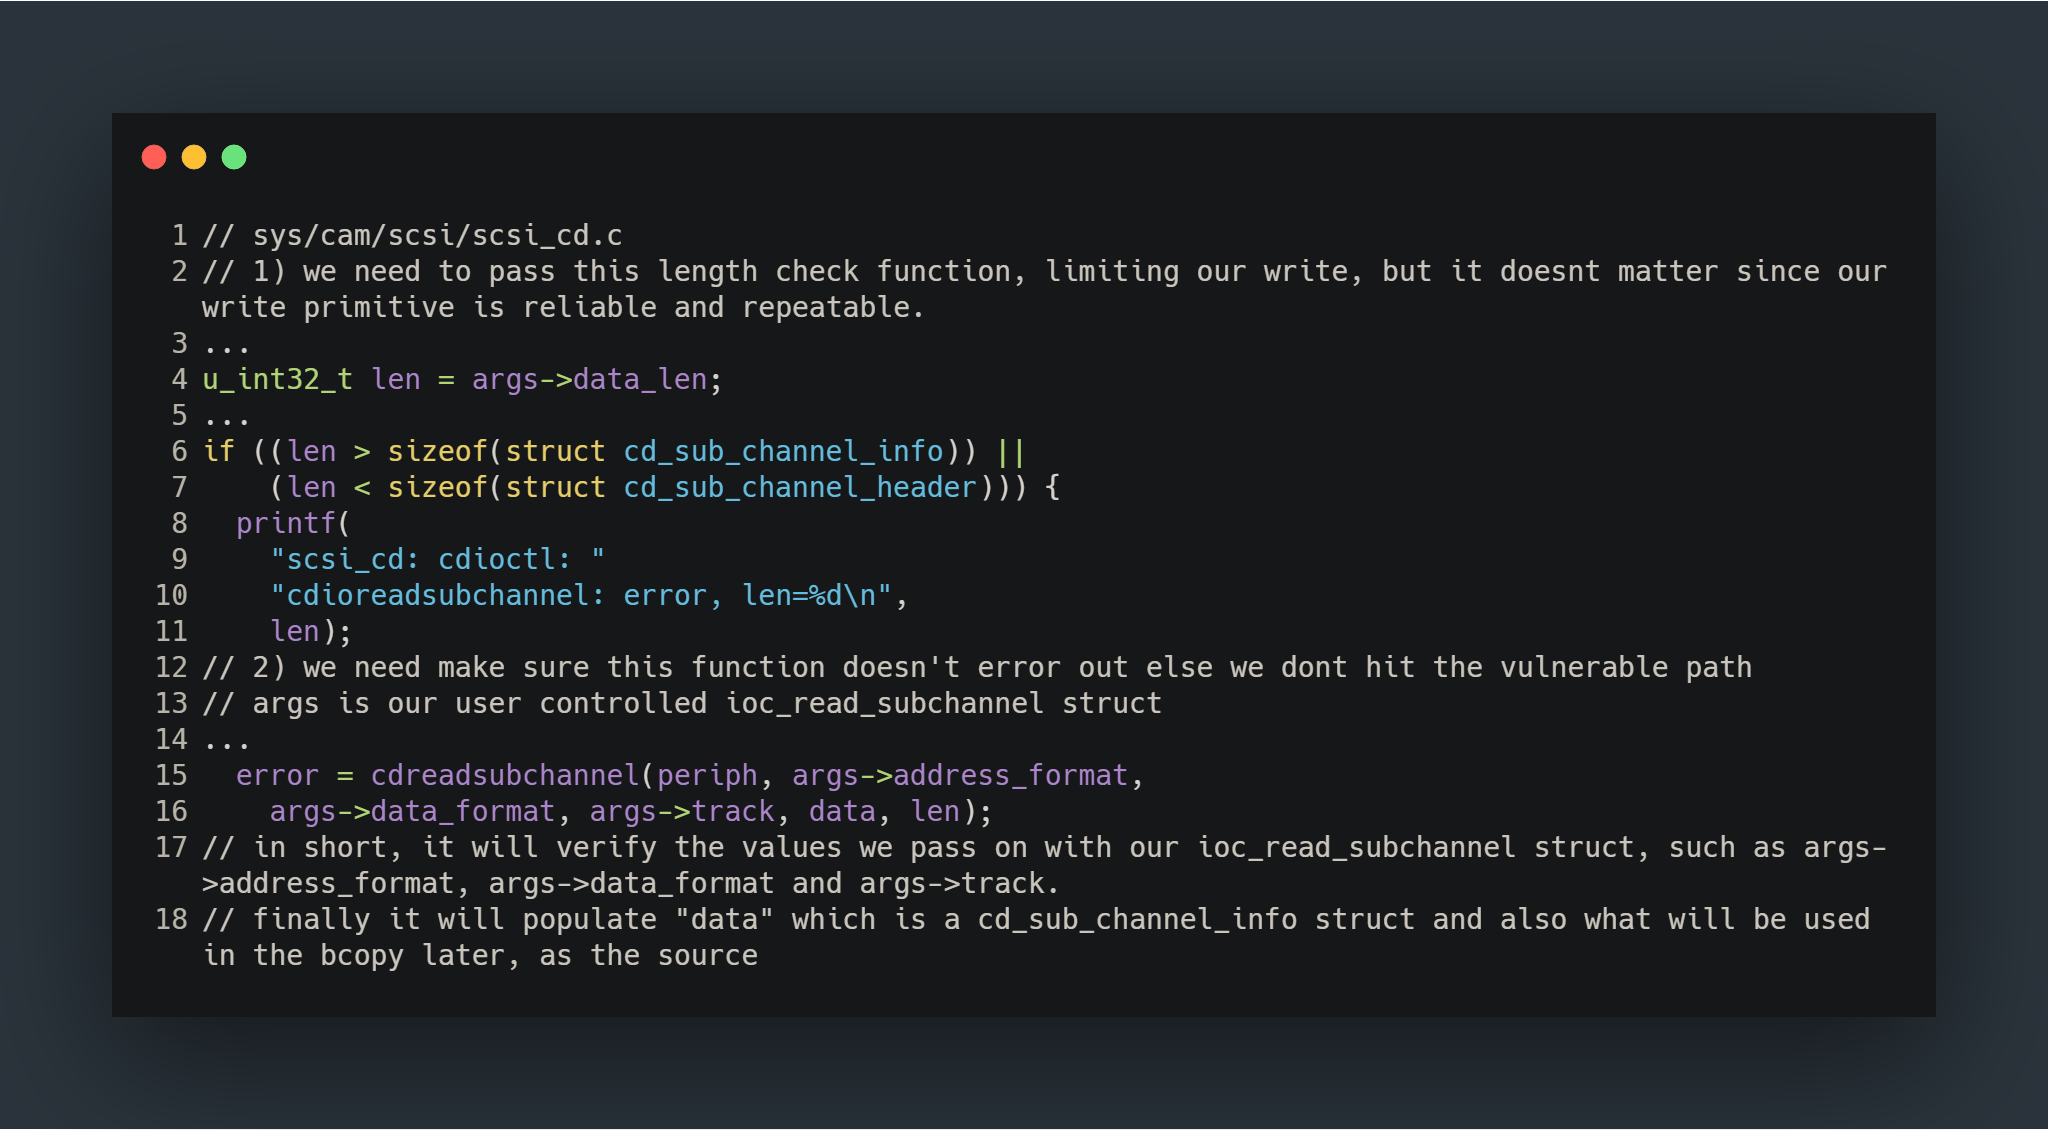 1 // sys/cam/scsi/scsi_cd.c
2 // 1) we need to pass this length check function, limiting our write, but it doesnt matter since our
write primitive is reliable and repeatable.
3 ...
4 u_int32_t len = args->data_len;
5 ...
6 if ((len > sizeof(struct cd_sub_channel_info)) ||
7     (len < sizeof(struct cd_sub_channel_header))) {
8   printf(
9     "scsi_cd: cdioctl: "
10     "cdioreadsubchannel: error, len=%d\n",
11     len);
12 // 2) we need make sure this function doesn't error out else we dont hit the vulnerable path
13 // args is our user controlled ioc_read_subchannel struct
14 ...
15   error = cdreadsubchannel(periph, args->address_format,
16     args->data_format, args->track, data, len);
17 // in short, it will verify the values we pass on with our ioc_read_subchannel struct, such as args-
>address_format, args->data_format and args->track.
18 // finally it will populate "data" which is a cd_sub_channel_info struct and also what will be used
in the bcopy later, as the source